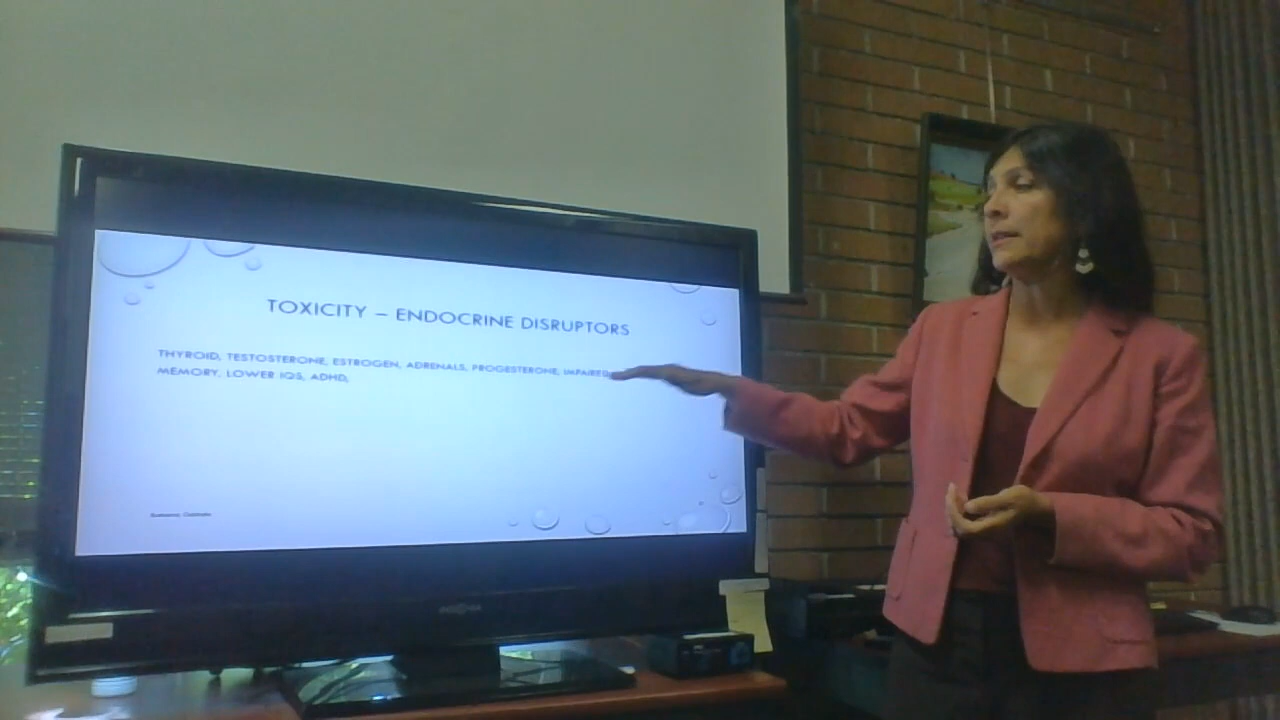 TOXICITY – ENDOCRINE DISRUPTORS
THYROID, TESTOSTERONE, ESTROGEN, ADRENALS, PROGESTERONE, IMPAIRED
MEMORY, LOWER IQS, ADHD,